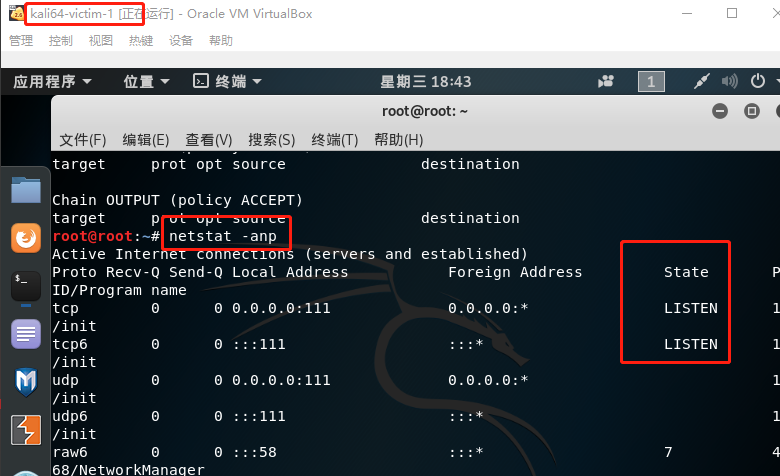 kali64-victim-1 [正在运行] - Oracle VM VirtualBox
管理 控制 视图 热键 设备 帮助
应用程序 位置 终端 星期三 18:43 1
root@root: ~
文件(F) 编辑(E) 查看(V) 搜索(S) 终端(T) 帮助(H)
target prot opt source destination
Chain OUTPUT (policy ACCEPT)
target prot opt source destination
root@root:~# netstat -anp
Active Internet connections (servers and established)
Proto Recv-Q Send-Q Local Address Foreign Address State P
ID/Program name
tcp 0 0 0.0.0.0:111 0.0.0.0:* LISTEN 1
/init
tcp6 0 0 :::111 :::* LISTEN 1
/init
udp 0 0 0.0.0.0:111 0.0.0.0:* 1
/init
udp6 0 0 :::111 :::* 1
/init
raw6 0 0 :::58 :::* 7 4
68/NetworkManager